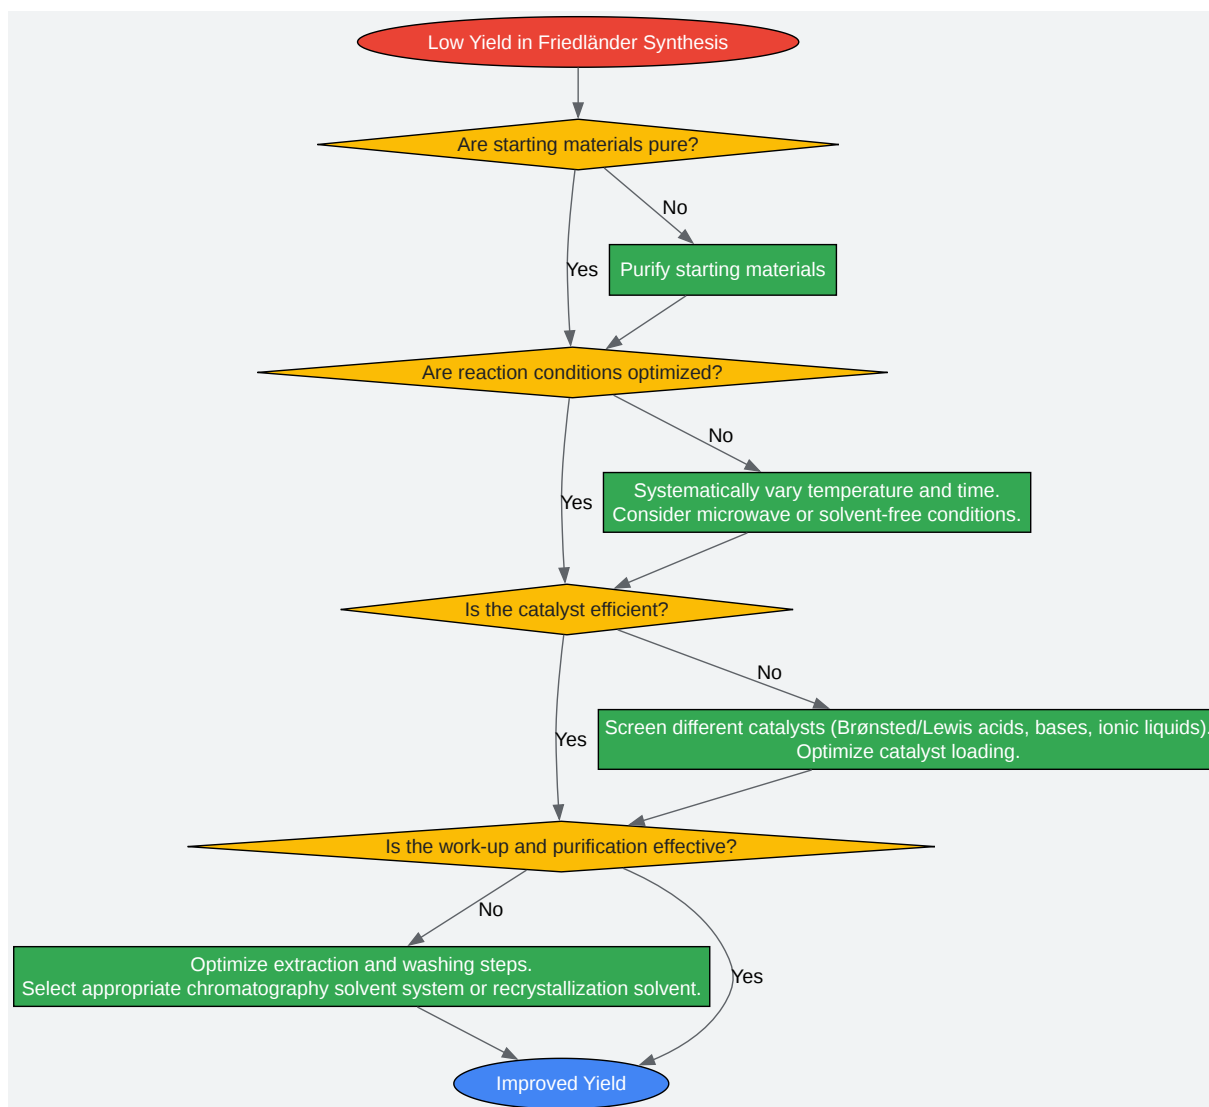 Low Yield in Friedländer Synthesis
Are starting materials pure?
No
Yes
Purify starting materials
Are reaction conditions optimized?
No
Yes
Systematically vary temperature and time.
Consider microwave or solvent-free conditions.
Is the catalyst efficient?
No
Yes
Screen different catalysts (Brønsted/Lewis acids, bases, ionic liquids).
Optimize catalyst loading.
Is the work-up and purification effective?
No
Yes
Optimize extraction and washing steps.
Select appropriate chromatography solvent system or recrystallization solvent.
Improved Yield